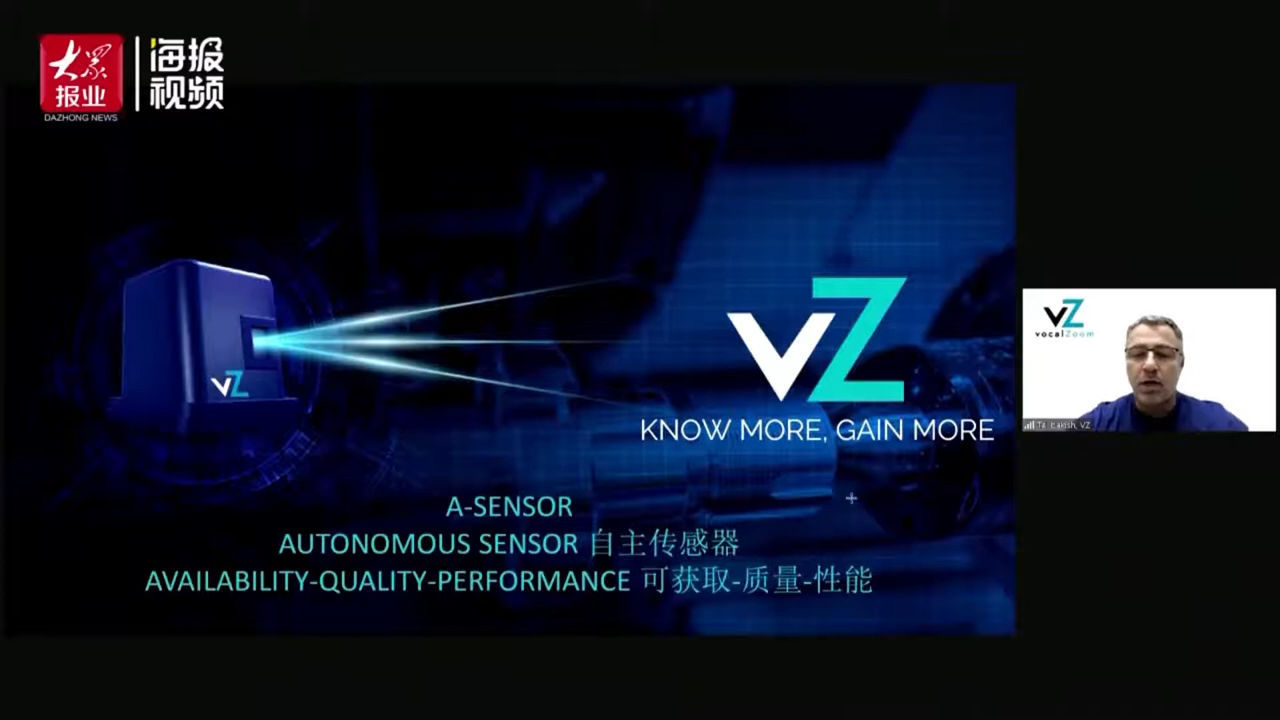 大众报业
DAZHONG NEWS
海报视频
vZ
vZ
KNOW MORE, GAIN MORE
A-SENSOR
AUTONOMOUS SENSOR 自主传感器
AVAILABILITY-QUALITY-PERFORMANCE 可获取-质量-性能
vZ
vocalZoom
VZ